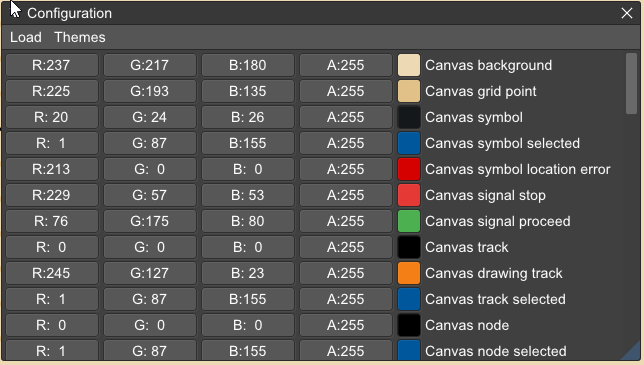 Configuration
Load Themes
R:237 G:217 B:180 A:255 Canvas background
R:225 G:193 B:135 A:255 Canvas grid point
R: 20 G: 24 B: 26 A:255 Canvas symbol
R: 1 G: 87 B:155 A:255 Canvas symbol selected
R:213 G: 0 B: 0 A:255 Canvas symbol location error
R:229 G: 57 B: 53 A:255 Canvas signal stop
R: 76 G:175 B: 80 A:255 Canvas signal proceed
R: 0 G: 0 B: 0 A:255 Canvas track
R:245 G:127 B: 23 A:255 Canvas drawing track
R: 1 G: 87 B:155 A:255 Canvas track selected
R: 0 G: 0 B: 0 A:255 Canvas node
R: 1 G: 87 B:155 A:255 Canvas node selected